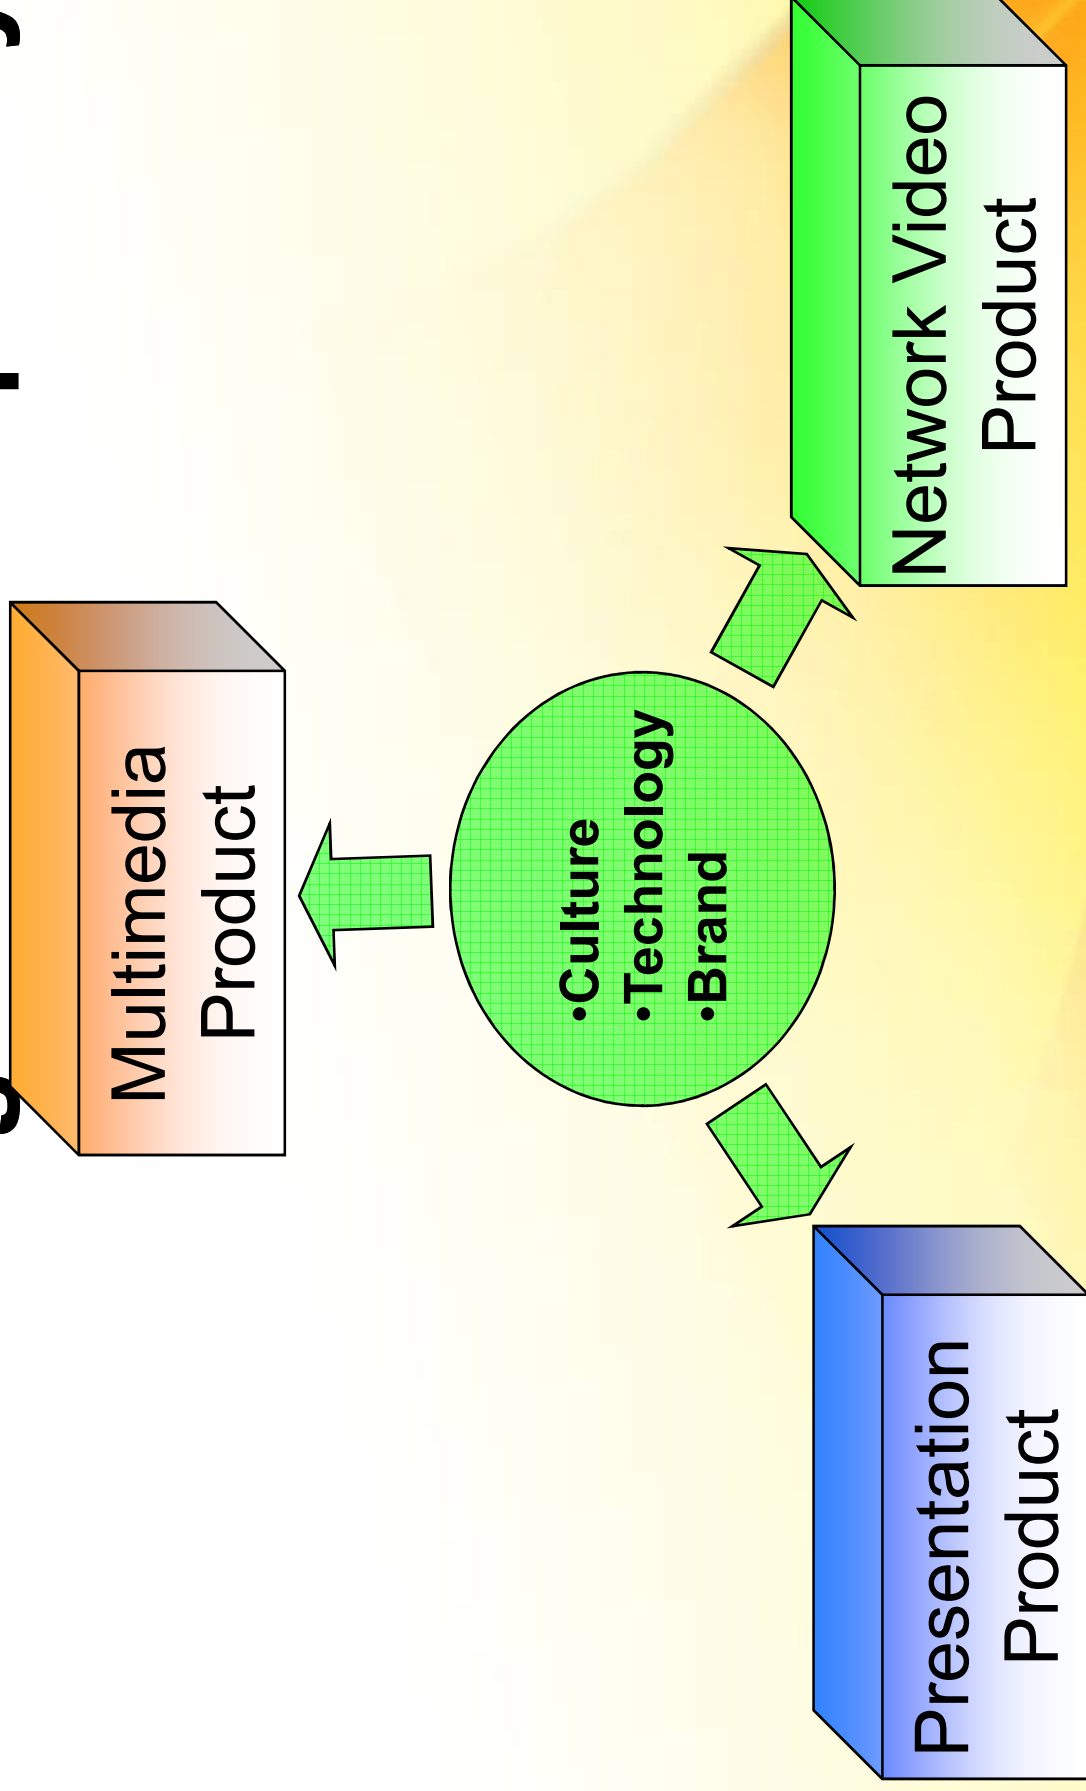 Multimedia
Product
•Culture
•Technology
•Brand
Presentation
Product
Network Video
Product